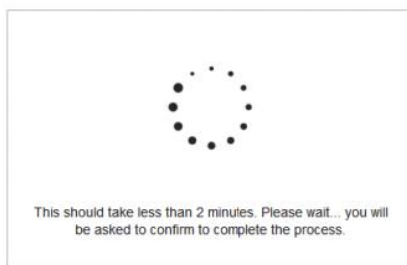 This should take less than 2 minutes. Please wait... you will
be asked to confirm to complete the process.